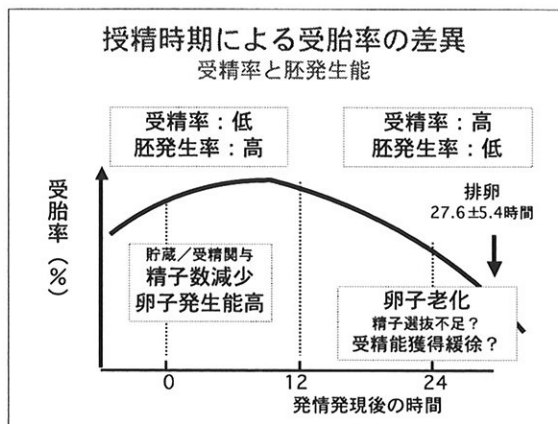 授精時期による受胎率の差異
受精率と胚発生能
受精率：低
胚発生率：高
受精率：高
胚発生率：低
受胎率（%）
排卵
27.6±5.4時間
貯蔵／受精関与
精子数減少
卵子発生能高
卵子老化
精子選抜不足？
受精能獲得緩徐？
0
12
24
発情発現後の時間